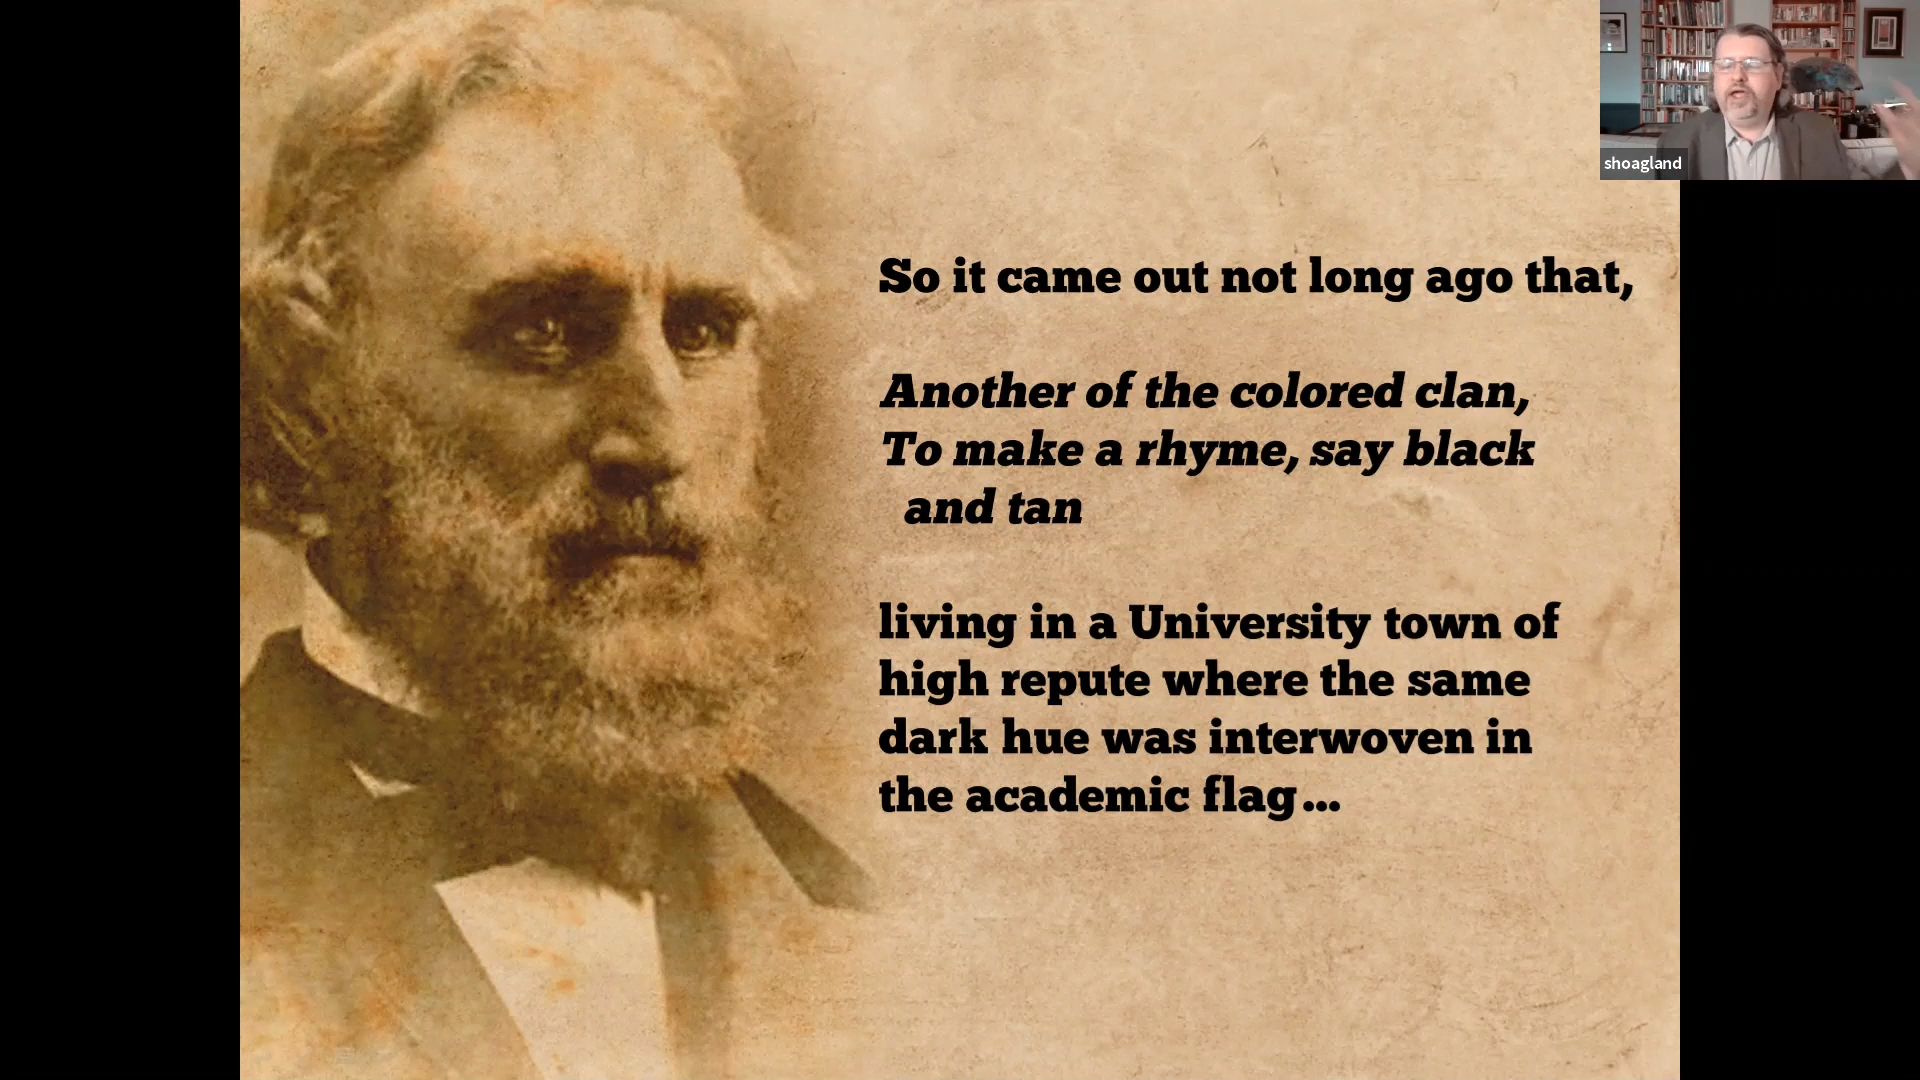 shoagland
So it came out not long ago that,
Another of the colored clan,
To make a rhyme, say black
and tan
living in a University town of
high repute where the same
dark hue was interwoven in
the academic flag...